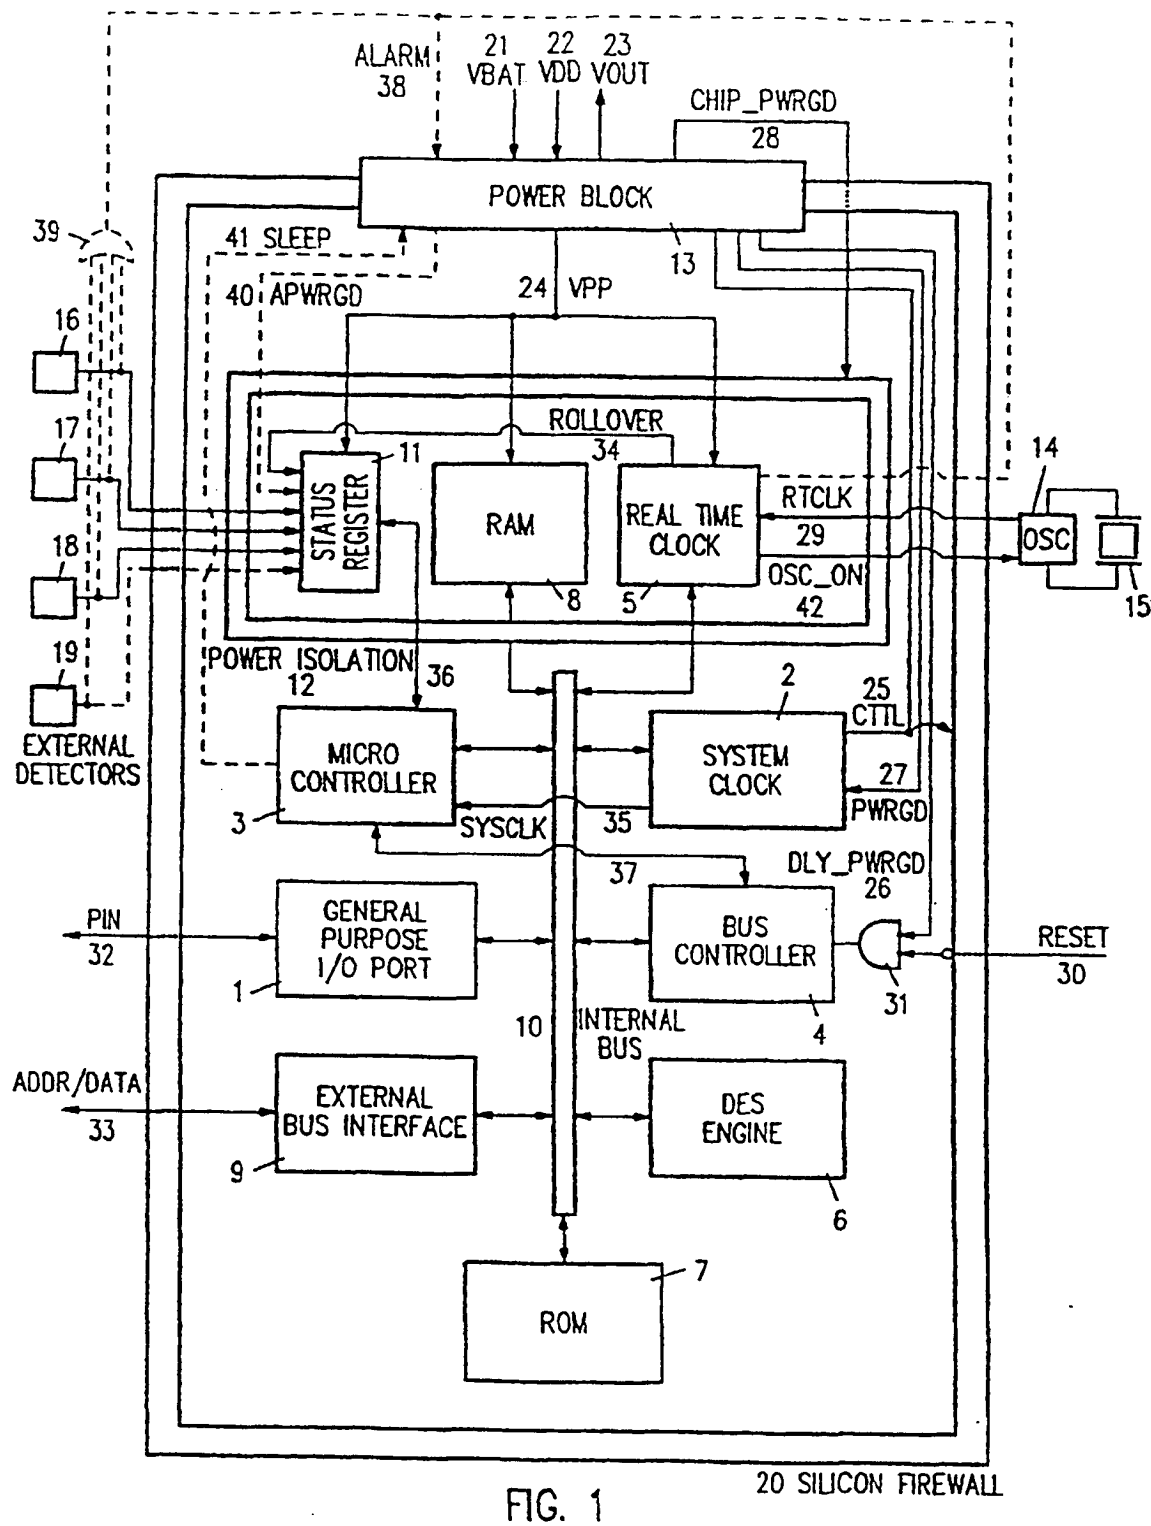 ALARM
38
21
VBAT
22
VDD
23
VOUT
CHIP_PWRGD
28
POWER BLOCK
13
39
41 SLEEP
40 APWRGD
24 VPP
16
17
18
19
EXTERNAL
DETECTORS
ROLLOVER
34
11
STATUS
REGISTER
RAM
8
REAL TIME
CLOCK
5
RTCLK
29
OSC_ON
42
14
OSC
15
POWER ISOLATION
12
36
MICRO
CONTROLLER
3
SYSCLK
35
2
SYSTEM
CLOCK
25
CTTL
27
PWRGD
37
DLY_PWRGD
26
PIN
32
GENERAL
PURPOSE
I/O PORT
1
BUS
CONTROLLER
4
31
RESET
30
10
INTERNAL
BUS
ADDR/DATA
33
EXTERNAL
BUS INTERFACE
9
DES
ENGINE
6
7
ROM
20 SILICON FIREWALL
FIG. 1